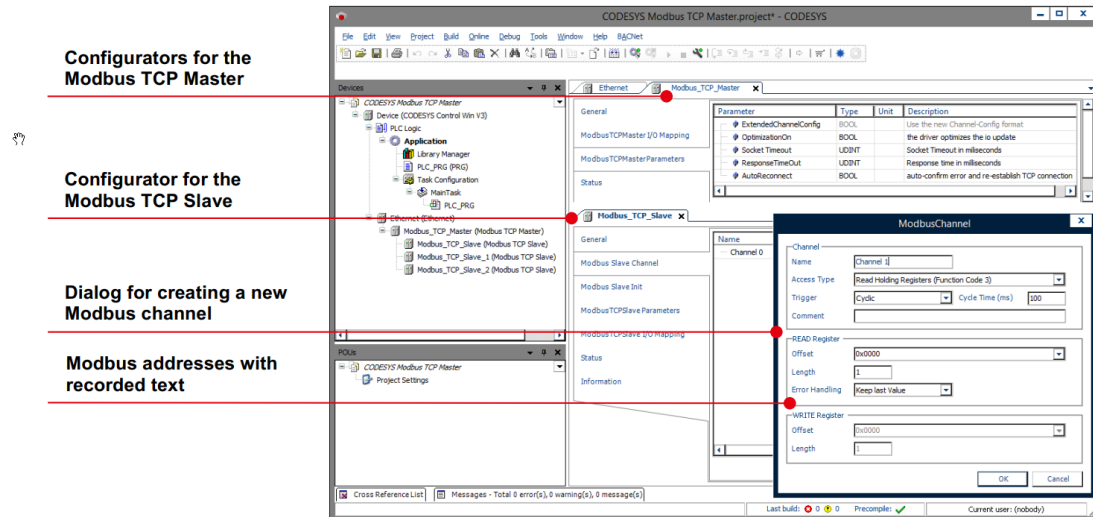 CODESYS Modbus TCP Master.project* - CODESYS
File Edit View Project Build Online Debug Tools Window Help BACNet
Configurators for the
Modbus TCP Master
Configurator for the
Modbus TCP Slave
Dialog for creating a new
Modbus channel
Modbus addresses with
recorded text
Devices
CODESYS Modbus TCP Master
Device (CODESYS Control Win V3)
PLC Logic
Application
Library Manager
PLC_PRG (PRG)
Task Configuration
MainTask
PLC_PRG
Ethernet (Ethernet)
Modbus_TCP_Master (Modbus TCP Master)
Modbus_TCP_Slave (Modbus TCP Slave)
Modbus_TCP_Slave_1 (Modbus TCP Slave)
Modbus_TCP_Slave_2 (Modbus TCP Slave)
POUs
CODESYS Modbus TCP Master
Project Settings
Ethernet Modbus_TCP_Master
General
ModbusTCPMaster I/O Mapping
ModbusTCPMasterParameters
Status
Parameter Type Unit Description
ExtendedChannelConfig BOOL Use the new Channel-Config format
OptimizationOn BOOL the driver optimizes the io update
Socket Timeout UDINT Socket Timeout in miliseconds
ResponseTimeOut UDINT Response time in milliseconds
AutoReconnect BOOL auto-confirm error and re-establish TCP connection
Modbus_TCP_Slave
General
Modbus Slave Channel
Modbus Slave Init
ModbusTCPSlave Parameters
ModbusTCPSlave I/O Mapping
Status
Information
Name
Channel 0
ModbusChannel
Channel
Name Channel 1
Access Type Read Holding Registers (Function Code 3)
Trigger Cyclic Cycle Time (ms) 100
Comment
READ Register
Offset 0x0000
Length 1
Error Handling Keep last Value
WRITE Register
Offset 0x0000
Length 1
OK Cancel
Cross Reference List Messages - Total 0 error(s), 0 warning(s), 0 message(s)
Last build: 0 0 Precompile: Current user: (nobody)